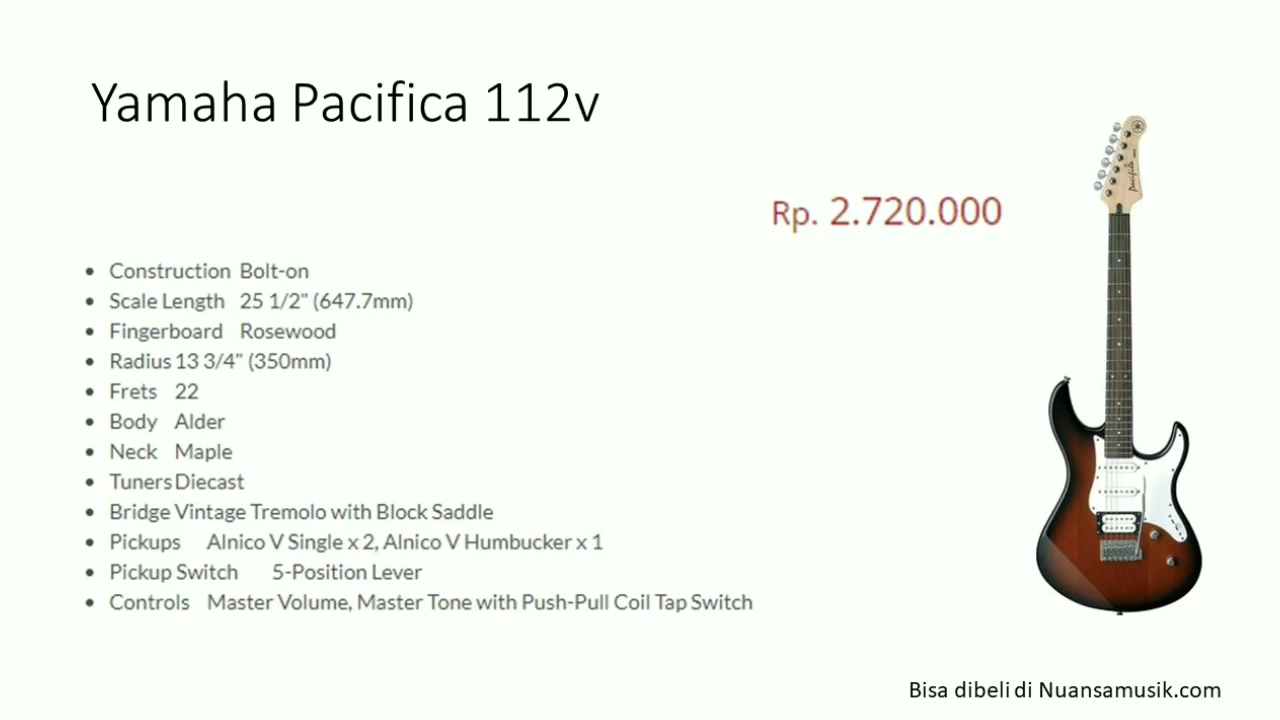 Yamaha Pacifica 112v
Rp. 2.720.000
• Construction Bolt-on
• Scale Length 25 1/2" (647.7mm)
• Fingerboard Rosewood
• Radius 13 3/4" (350mm)
• Frets 22
• Body Alder
• Neck Maple
• Tuners Diecast
• Bridge Vintage Tremolo with Block Saddle
• Pickups Alnico V Single x 2, Alnico V Humbucker x 1
• Pickup Switch 5-Position Lever
• Controls Master Volume, Master Tone with Push-Pull Coil Tap Switch
Pacifica
Bisa dibeli di Nuansamusik.com